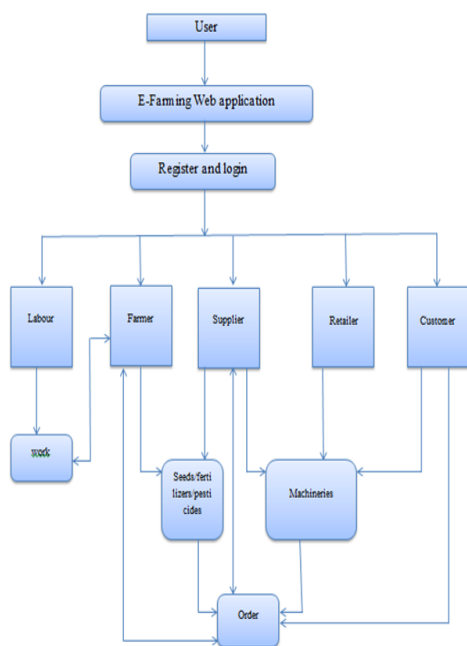 User
E-Farming Web application
Register and login
Labour
Farmer
Supplier
Retailer
Customer
work
Seeds/ferti
lizers/pesti
cides
Machineries
Order